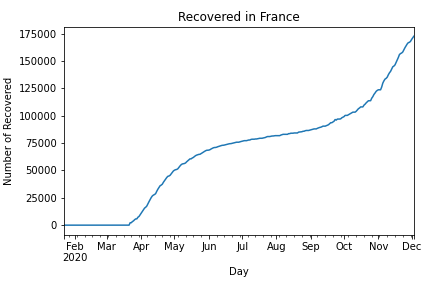 Recovered in France
Number of Recovered
175000
150000
125000
100000
75000
50000
25000
0
Feb Mar Apr May Jun Jul Aug Sep Oct Nov Dec
2020
Day